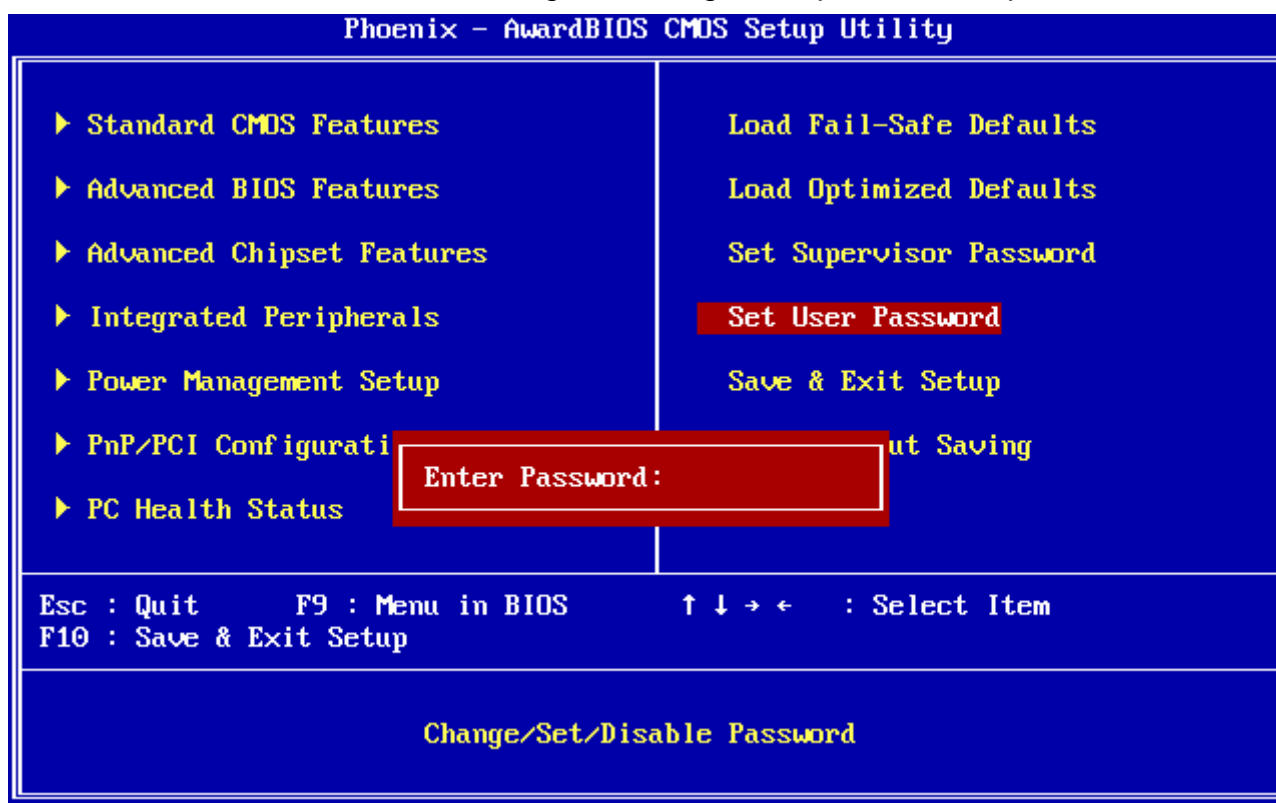 Phoenix - AwardBIOS CMOS Setup Utility
Standard CMOS Features
Advanced BIOS Features
Advanced Chipset Features
Integrated Peripherals
Power Management Setup
PnP/PCI Configurati
PC Health Status
Load Fail-Safe Defaults
Load Optimized Defaults
Set Supervisor Password
Set User Password
Save & Exit Setup
ut Saving
Enter Password:
Esc : Quit F9 : Menu in BIOS ↑ ↓ → ← : Select Item
F10 : Save & Exit Setup
Change/Set/Disable Password